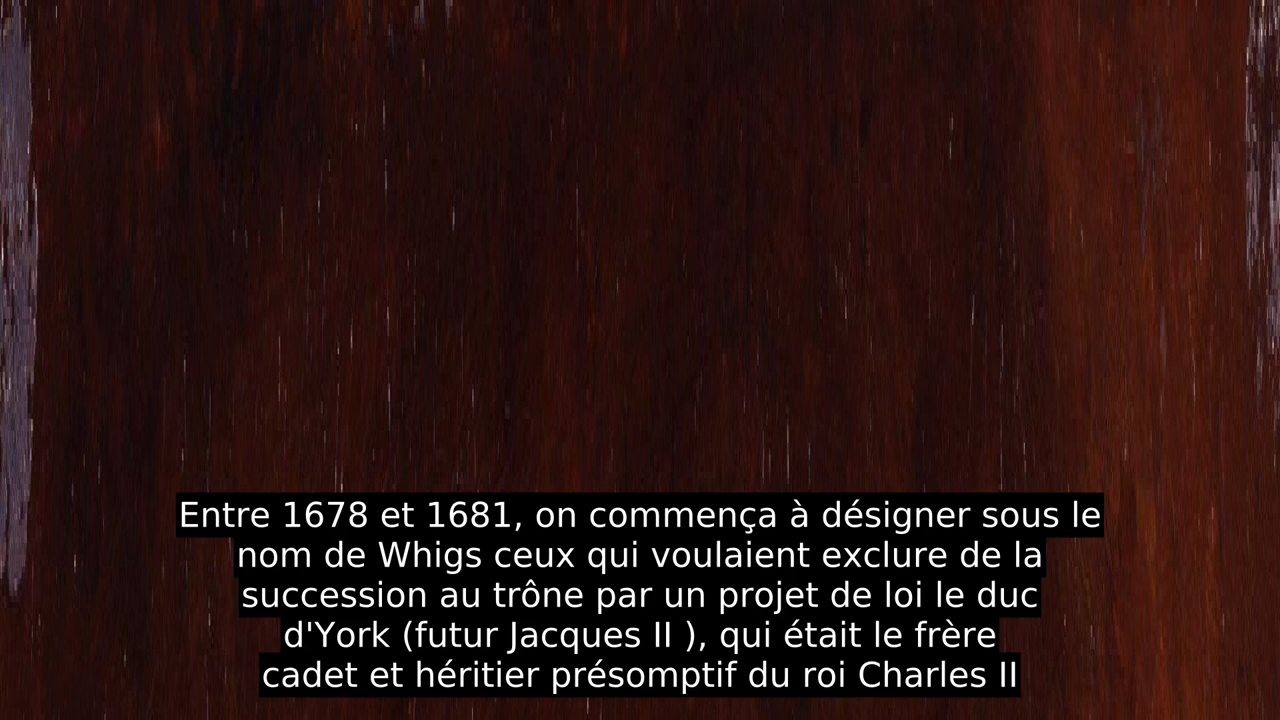 Entre 1678 et 1681, on commença à désigner sous le
nom de Whigs ceux qui voulaient exclure de la
succession au trône par un projet de loi le duc
d'York (futur Jacques II ), qui était le frère
cadet et héritier présomptif du roi Charles II